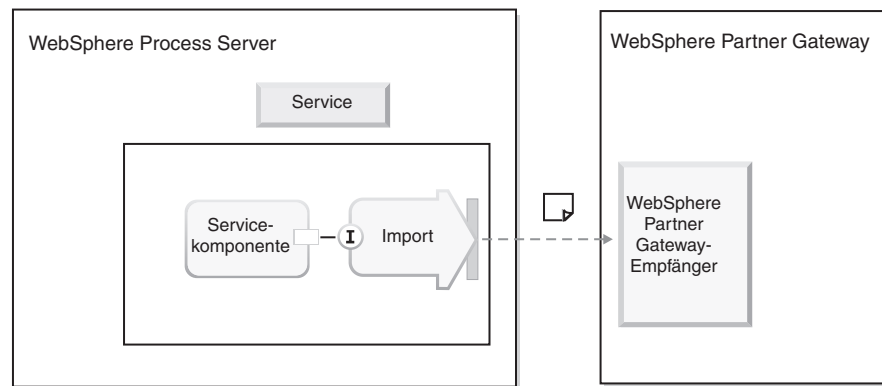 WebSphere Process Server
WebSphere Partner Gateway
Service
Service-
komponente
I
Import
WebSphere
Partner
Gateway-
Empfänger